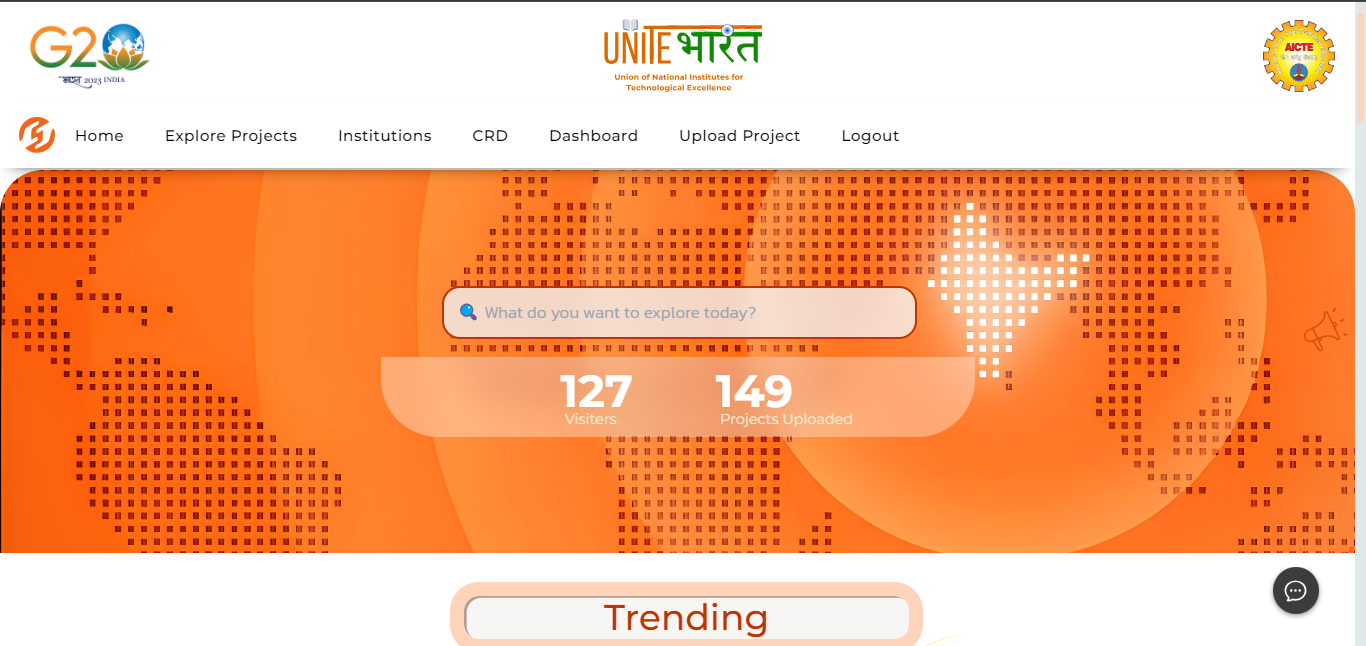 G20
भारत 2023 INDIA
UNITE भारत
Union of National Institutes for
Technological Excellence
AICTE
Home Explore Projects Institutions CRD Dashboard Upload Project Logout
What do you want to explore today?
127 149
Visiters Projects Uploaded
Trending